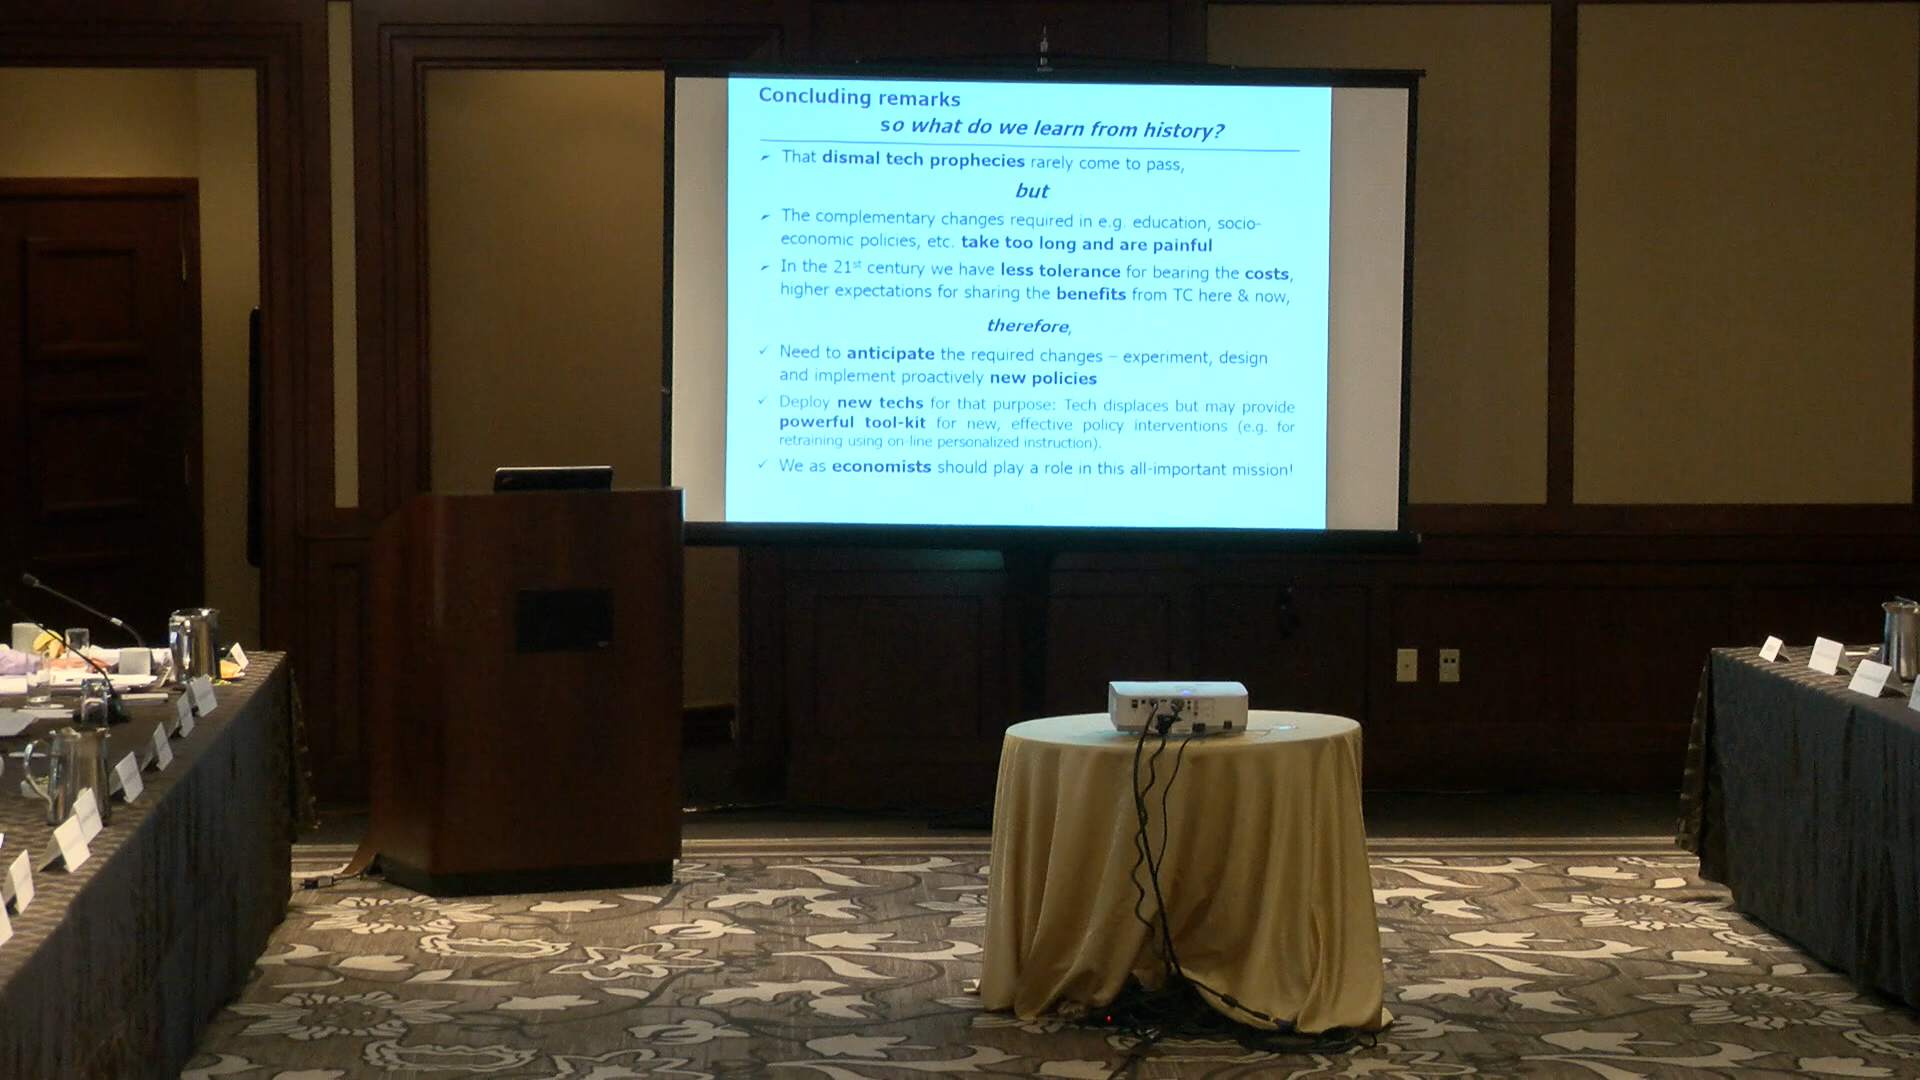 Concluding remarks
so what do we learn from history?
That dismal tech prophecies rarely come to pass,
but
The complementary changes required in e.g. education, socio-
economic policies, etc. take too long and are painful
In the 21st century we have less tolerance for bearing the costs,
higher expectations for sharing the benefits from TC here & now,
therefore,
Need to anticipate the required changes – experiment, design
and implement proactively new policies
Deploy new techs for that purpose: Tech displaces but may provide
powerful tool-kit for new, effective policy interventions (e.g. for
retraining using on-line personalized instruction).
We as economists should play a role in this all-important mission!